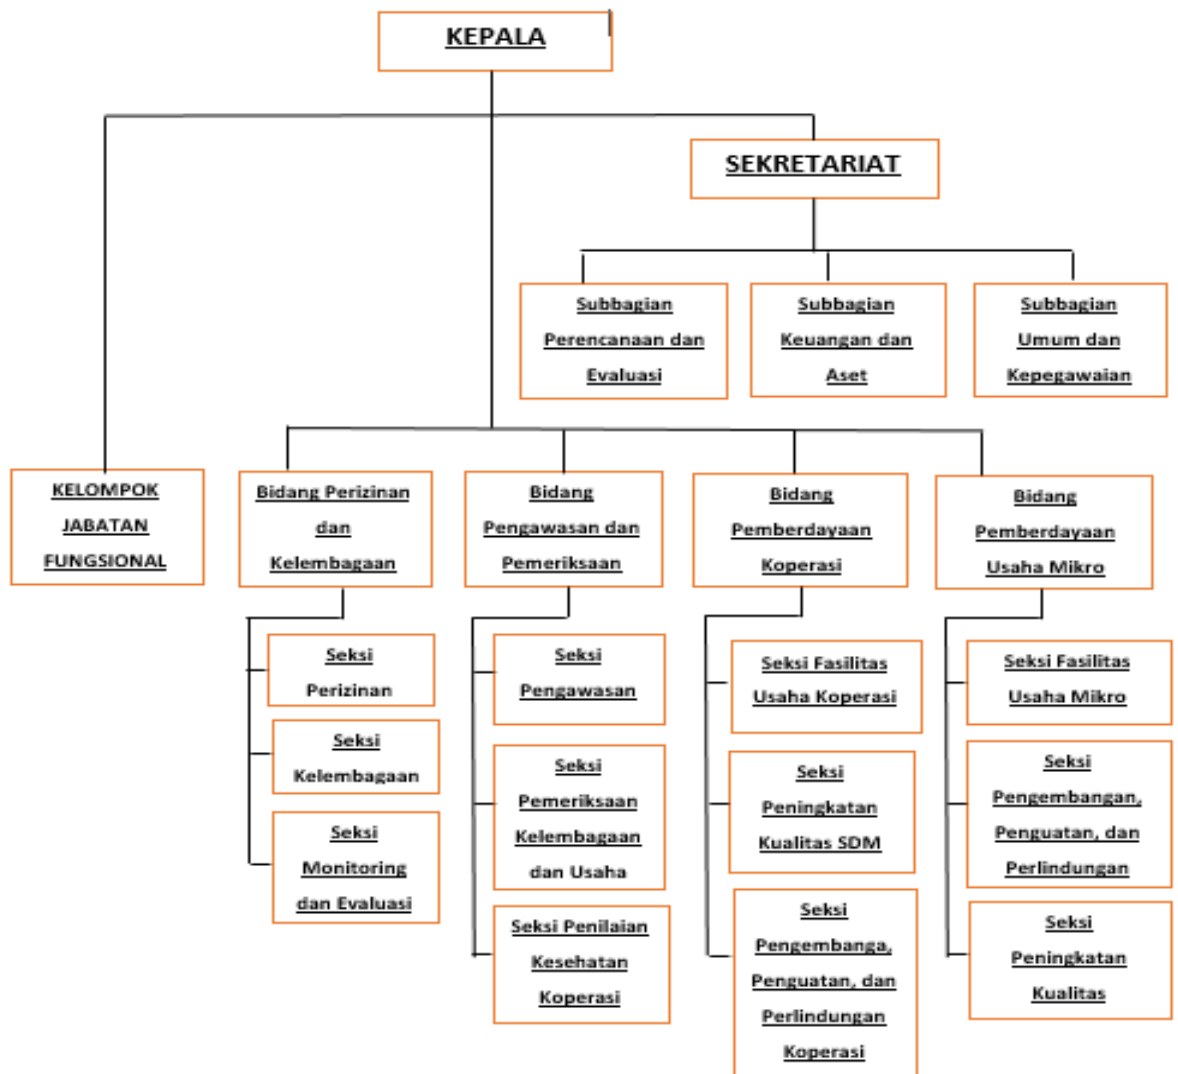 KEPALA
SEKRETARIAT
Subbagian
Perencanaan dan
Evaluasi
Subbagian
Keuangan dan
Aset
Subbagian
Umum dan
Kepegawaian
KELOMPOK
JABATAN
FUNGSIONAL
Bidang Perizinan
dan
Kelembagaan
Bidang
Pengawasan dan
Pemeriksaan
Bidang
Pemberdayaan
Koperasi
Bidang
Pemberdayaan
Usaha Mikro
Seksi
Perizinan
Seksi
Kelembagaan
Seksi
Monitoring
dan Evaluasi
Seksi
Pengawasan
Seksi
Pemeriksaan
Kelembagaan
dan Usaha
Seksi Penilaian
Kesehatan
Koperasi
Seksi Fasilitas
Usaha Koperasi
Seksi
Peningkatan
Kualitas SDM
Seksi
Pengembanga,
Penguatan, dan
Perlindungan
Koperasi
Seksi Fasilitas
Usaha Mikro
Seksi
Pengembangan,
Penguatan, dan
Perlindungan
Seksi
Peningkatan
Kualitas